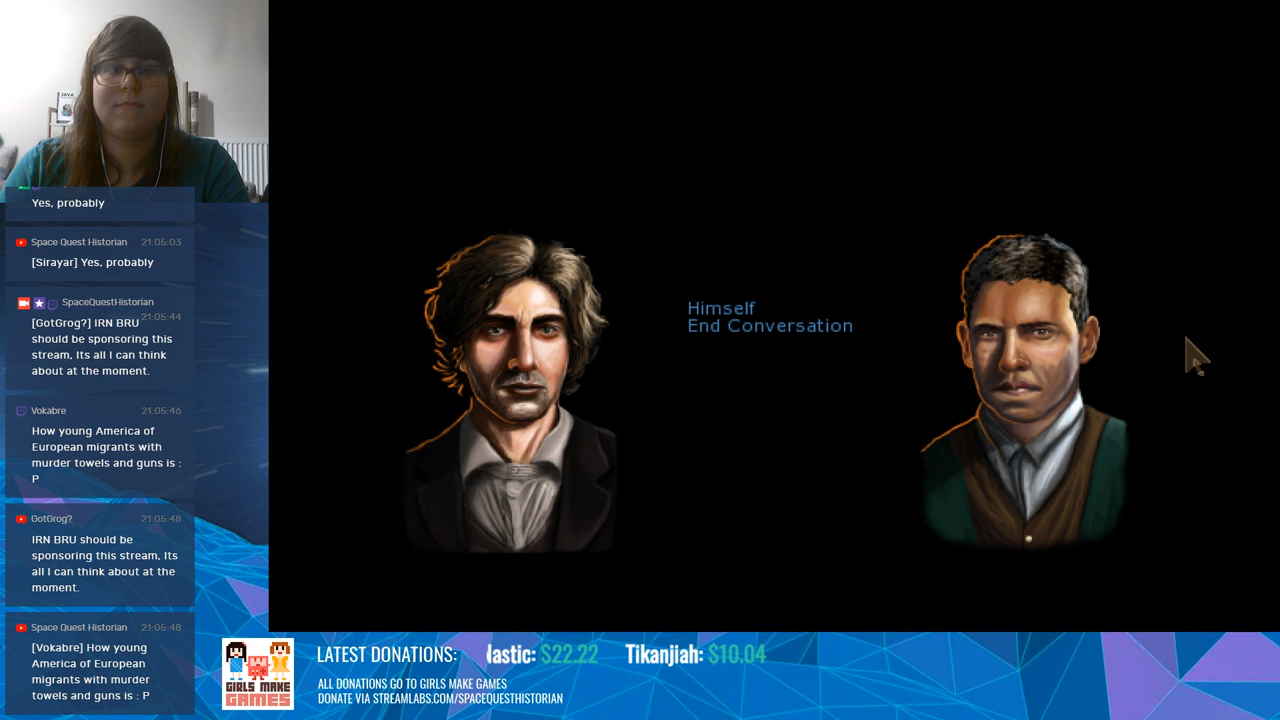 JAVA
Yes, probably
Space Quest Historian 21:05:03
[Sirayar] Yes, probably
SpaceQuestHistorian
21:05:44
[GotGrog?] IRN BRU
should be sponsoring this
stream, Its all I can think
about at the moment.
Vokabre 21:05:46
How young America of
European migrants with
murder towels and guns is :
P
GotGrog? 21:05:48
IRN BRU should be
sponsoring this stream, Its
all I can think about at the
moment.
Space Quest Historian 21:05:48
[Vokabre] How young
America of European
migrants with murder
towels and guns is : P
Himself
End Conversation
GIRLS MAKE
GAMES
LATEST DONATIONS: lastic: $22.22 Tikanjiah: $10.04
ALL DONATIONS GO TO GIRLS MAKE GAMES
DONATE VIA STREAMLABS.COM/SPACEQUESTHISTORIAN